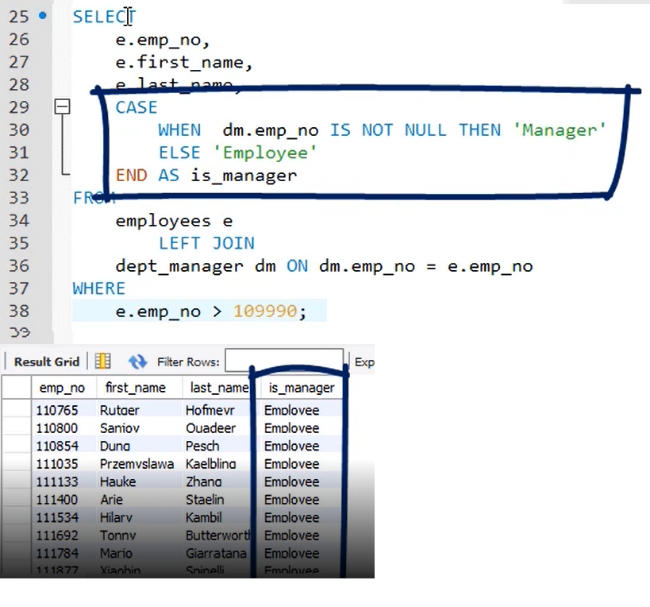 25 SELECT
26 e.emp_no,
27 e.first_name,
28 e.last_name,
29 CASE
30 WHEN dm.emp_no IS NOT NULL THEN 'Manager'
31 ELSE 'Employee'
32 END AS is_manager
33 FROM
34 employees e
35 LEFT JOIN
36 dept_manager dm ON dm.emp_no = e.emp_no
37 WHERE
38 e.emp_no > 109990;
39
Result Grid Filter Rows: Exp
emp_no first_name last_name is_manager
110765 Rutger Hofmeyr Employee
110800 Sanjoy Quadeer Employee
110854 Dung Pesch Employee
111035 Przemyslawa Kaelbling Employee
111133 Hauke Zhang Employee
111400 Arie Staelin Employee
111534 Hilary Kambil Employee
111692 Tonny Butterworth Employee
111784 Marjo Giarratana Employee
111877 Xiaobin Spinelli Employee